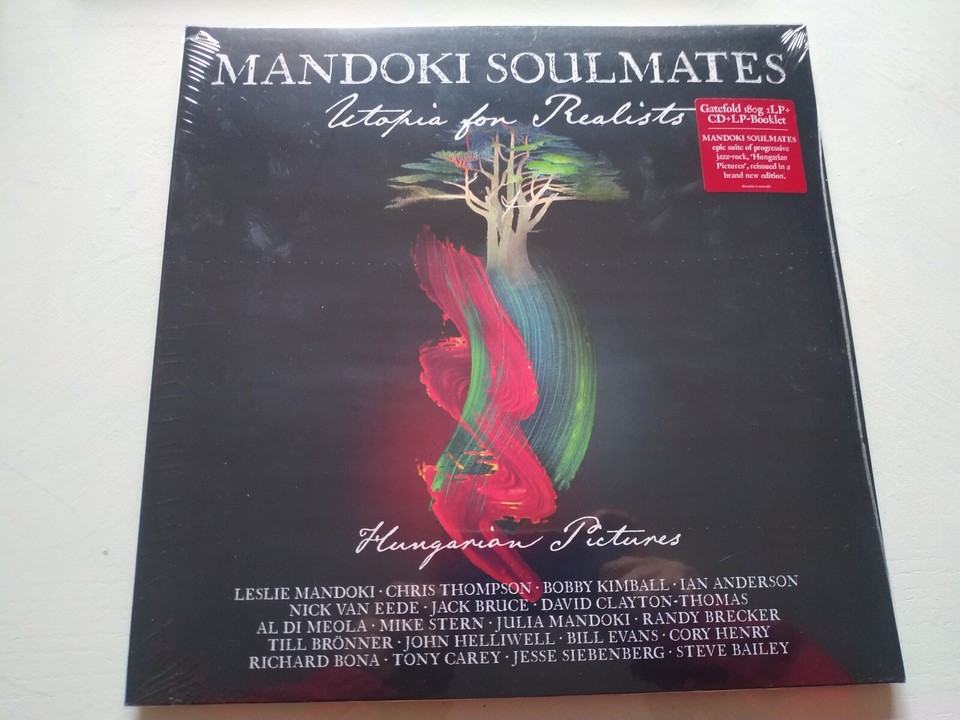 MANDOKI SOULMATES
Utopia for Realists
Gatefold 180g 2LP+
CD+LP-Booklet
MANDOKI SOULMATES
epic suite of progressive
jazz-rock, 'Hungarian
Pictures', reissued in a
brand new edition.
Hungarian Pictures
LESLIE MANDOKI · CHRIS THOMPSON · BOBBY KIMBALL · IAN ANDERSON
NICK VAN EEDE · JACK BRUCE · DAVID CLAYTON-THOMAS
AL DI MEOLA · MIKE STERN · JULIA MANDOKI · RANDY BRECKER
TILL BRÖNNER · JOHN HELLIWELL · BILL EVANS · CORY HENRY
RICHARD BONA · TONY CAREY · JESSE SIEBENBERG · STEVE BAILEY